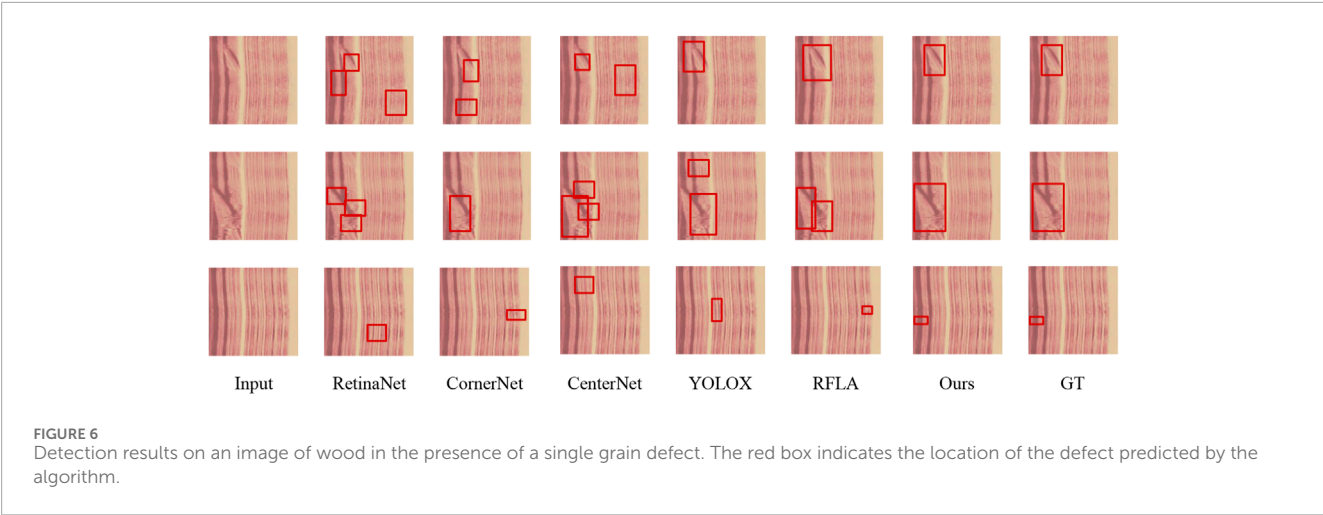 Input RetinaNet CornerNet CenterNet YOLOX RFLA Ours GT
FIGURE 6
Detection results on an image of wood in the presence of a single grain defect. The red box indicates the location of the defect predicted by the
algorithm.